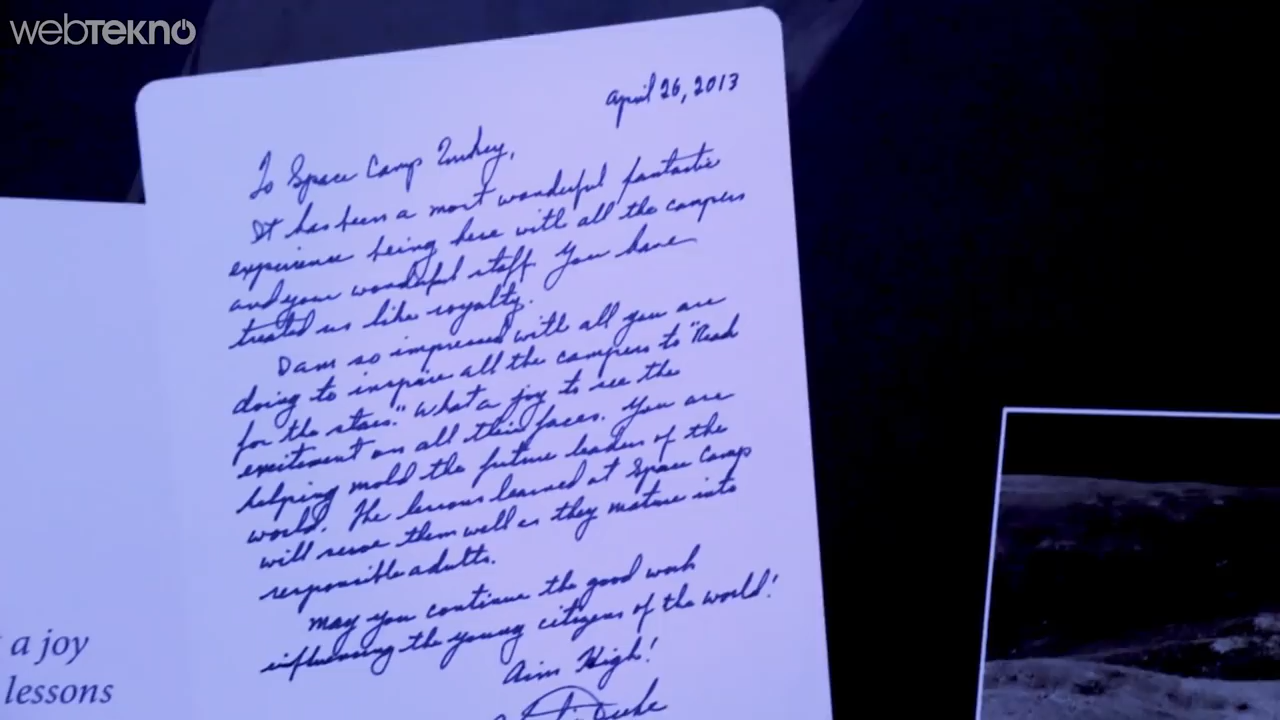 webTEKNO
April 26, 2013
To Space Camp Turkey,
It has been a most wonderful fantastic
experience being here with all the campers
and your wonderful staff. You have
treated us like royalty.
I am so impressed with all you are
doing to inspire all the campers to "Reach
for the stars." What a joy to see the
excitement on all their faces. You are
helping mold the future leaders of the
world. The lessons learned at Space Camp
will serve them well as they mature into
responsible adults.
May you continue the good work
influencing the young citizens of the world!
Aim High!
Duke
a joy
lessons